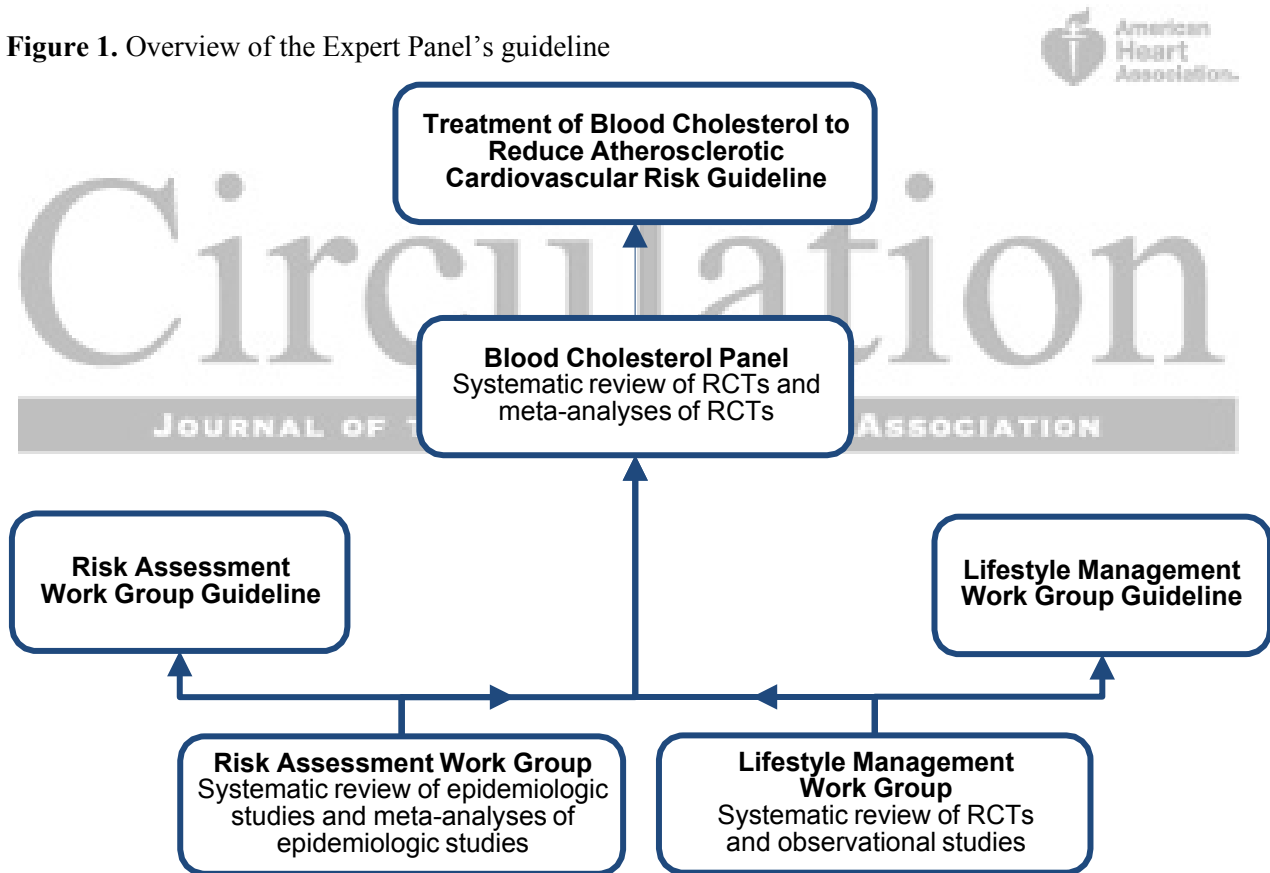 Figure 1. Overview of the Expert Panel's guideline
American
Heart
Association™
Treatment of Blood Cholesterol to
Reduce Atherosclerotic
Cardiovascular Risk Guideline
Circulation
Blood Cholesterol Panel
Systematic review of RCTs and
meta-analyses of RCTs
JOURNAL OF T ASSOCIATION
Risk Assessment
Work Group Guideline
Lifestyle Management
Work Group Guideline
Risk Assessment Work Group
Systematic review of epidemiologic
studies and meta-analyses of
epidemiologic studies
Lifestyle Management
Work Group
Systematic review of RCTs
and observational studies